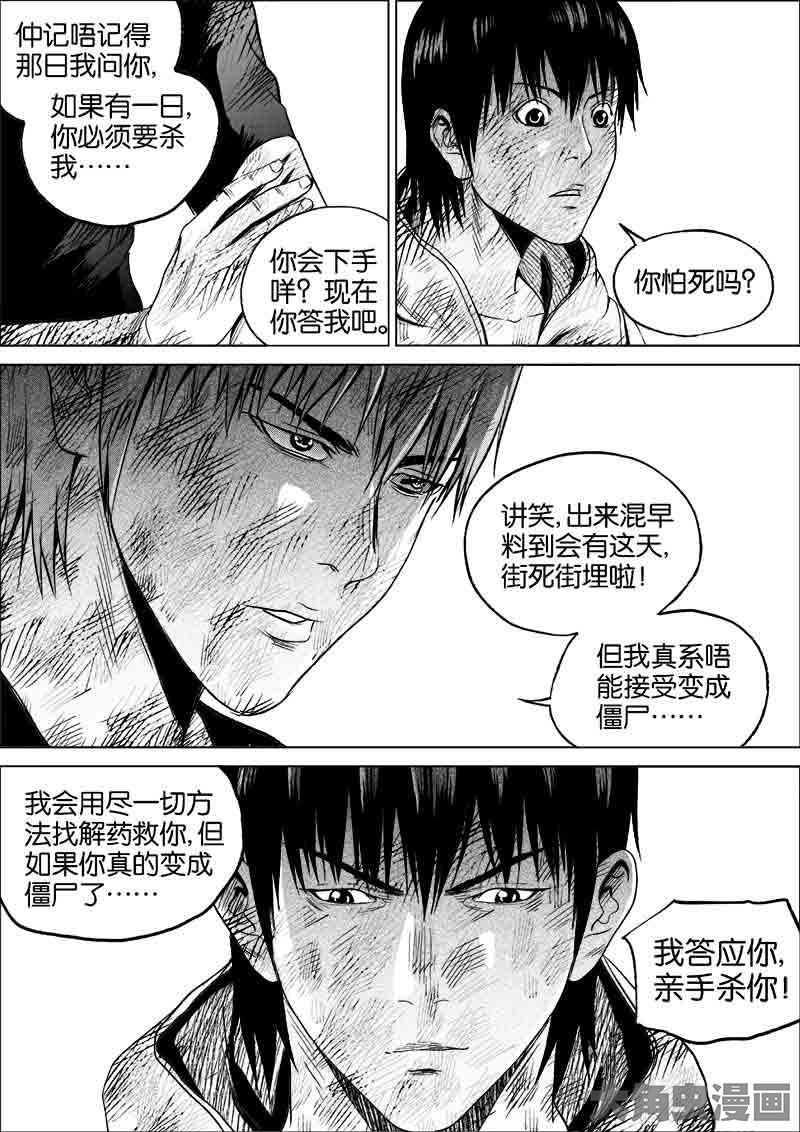 仲记唔记得
那日我问你,
如果有一日,
你必须要杀
我……
你会下手
咩？现在
你答我吧。
你怕死吗？
讲笑,出来混早
料到会有这天,
街死街埋啦！
但我真系唔
能接受变成
僵尸……
我会用尽一切方
法找解药救你,但
如果你真的变成
僵尸了……
我答应你,
亲手杀你！
大角虫漫画